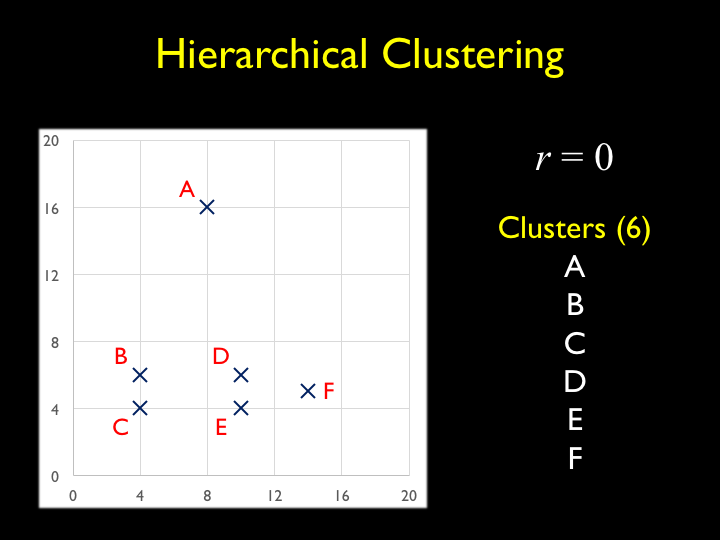 Hierarchical Clustering
20
16
12
8
4
0
0 4 8 12 16 20
A
B
D
F
C
E
r = 0
Clusters (6)
A
B
C
D
E
F